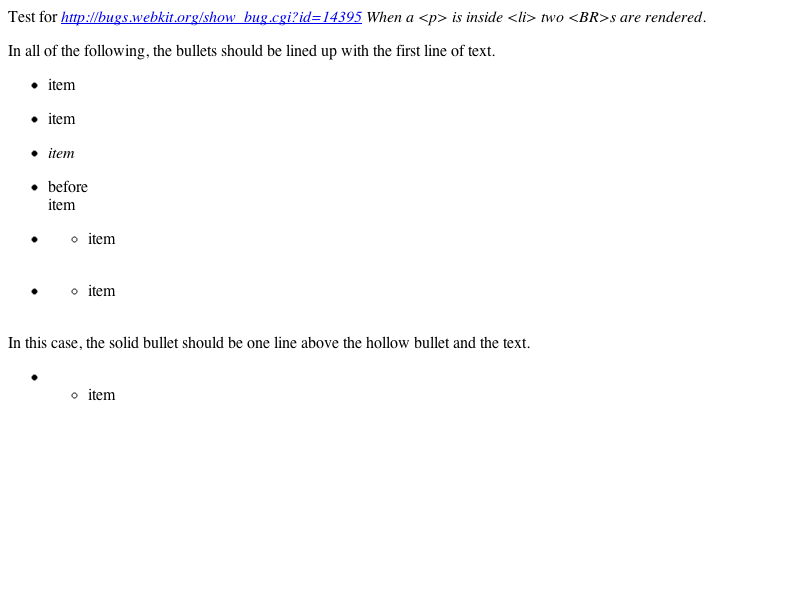 Test for http://bugs.webkit.org/show_bug.cgi?id=14395 When a <p> is inside <li> two <BR>s are rendered.
In all of the following, the bullets should be lined up with the first line of text.
• item
• item
• item
• before
item
• ◦ item
• ◦ item
In this case, the solid bullet should be one line above the hollow bullet and the text.
•
◦ item